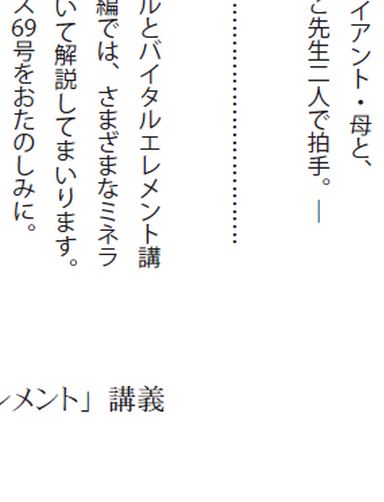 イアント・母と、
先生二人で拍手。―
………………………………
ルとバイタルエレメント講
編では、さまざまなミネラ
いて解説してまいります。
69号をおたのしみに。
メント」講義